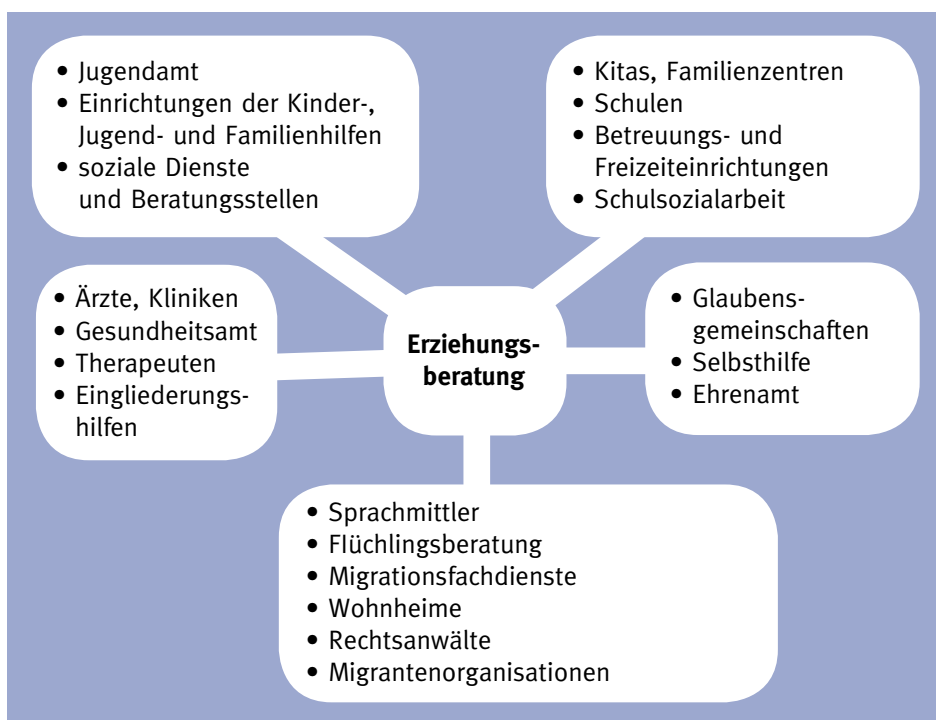 • Jugendamt
• Einrichtungen der Kinder-,
Jugend- und Familienhilfen
• soziale Dienste
und Beratungsstellen
• Kitas, Familienzentren
• Schulen
• Betreuungs- und
Freizeiteinrichtungen
• Schulsozialarbeit
• Ärzte, Kliniken
• Gesundheitsamt
• Therapeuten
• Eingliederungs-
hilfen
Erziehungs-
beratung
• Glaubens-
gemeinschaften
• Selbsthilfe
• Ehrenamt
• Sprachmittler
• Flüchlingsberatung
• Migrationsfachdienste
• Wohnheime
• Rechtsanwälte
• Migrantenorganisationen